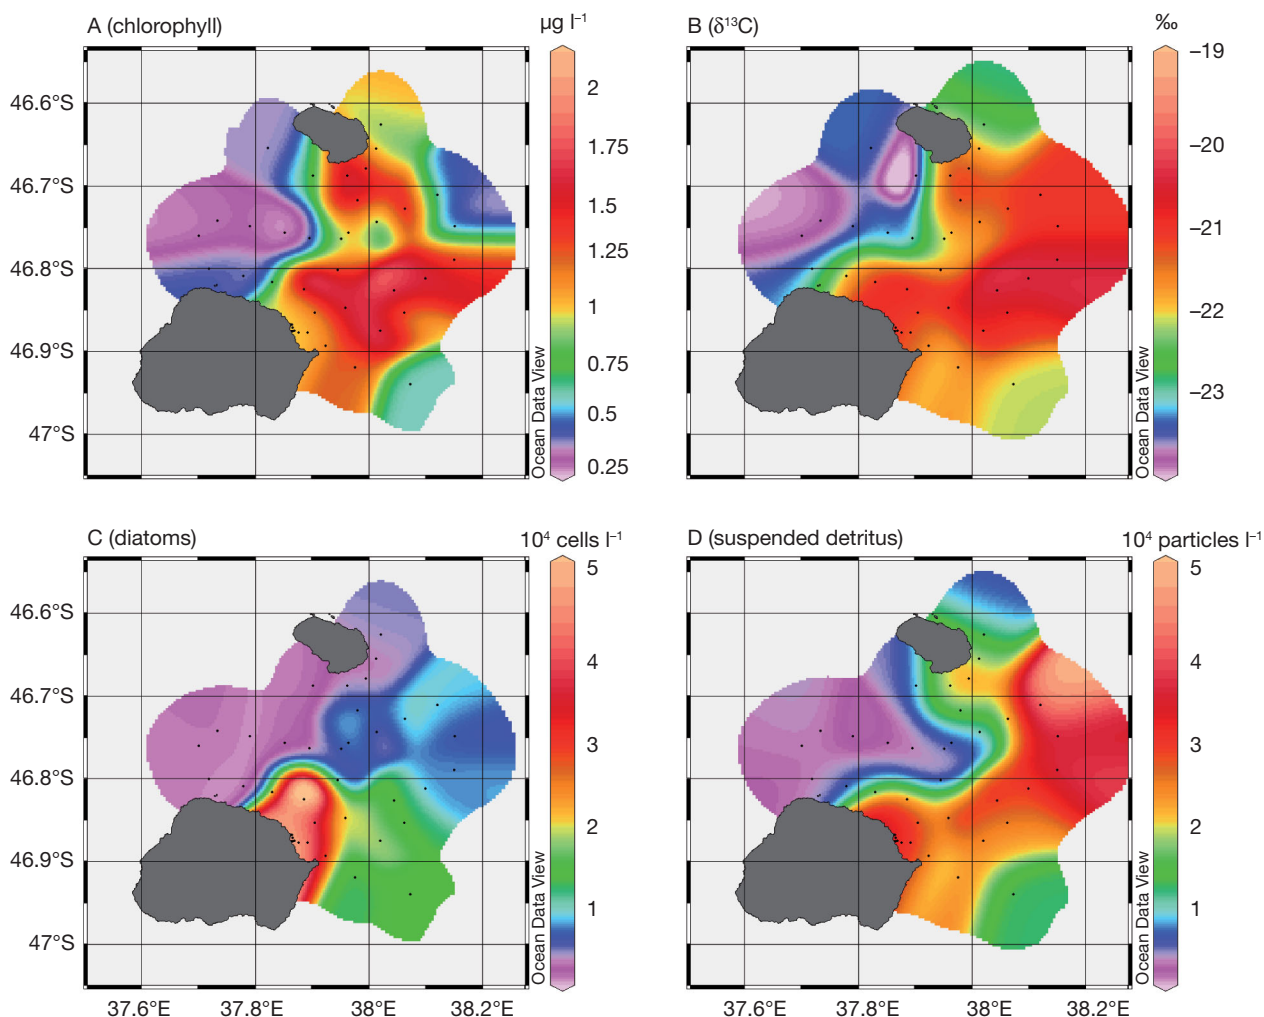 A (chlorophyll)
µg l⁻¹
46.6°S
46.7°S
46.8°S
46.9°S
47°S
2
1.75
1.5
1.25
1
0.75
0.5
0.25
Ocean Data View
B (δ¹³C)
‰
–19
–20
–21
–22
–23
Ocean Data View
C (diatoms)
10⁴ cells l⁻¹
46.6°S
46.7°S
46.8°S
46.9°S
47°S
37.6°E
37.8°E
38°E
38.2°E
5
4
3
2
1
Ocean Data View
D (suspended detritus)
10⁴ particles l⁻¹
37.6°E
37.8°E
38°E
38.2°E
5
4
3
2
1
Ocean Data View